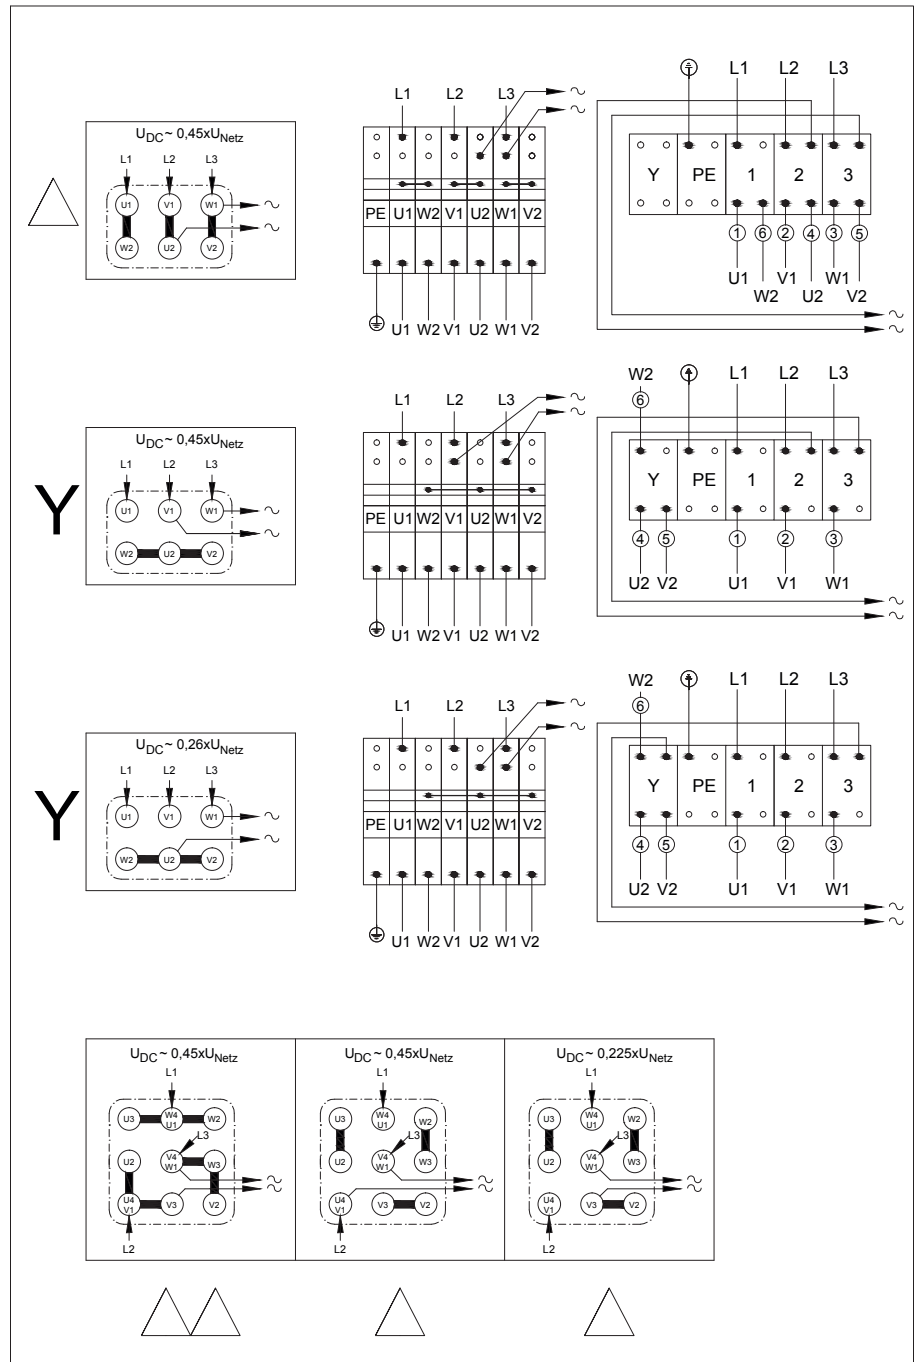 U_DC ~ 0,45xU_Netz
L1 L2 L3
U1 V1 W1 ~
~
W2 U2 V2
L1 L2 L3 ~
~
PE U1 W2 V1 U2 W1 V2
U1 W2 V1 U2 W1 V2
L1 L2 L3
Y PE 1 2 3
1 6 2 4 3 5
U1 V1 W1
W2 U2 V2
~
~
Y
U_DC ~ 0,45xU_Netz
L1 L2 L3
U1 V1 W1 ~
~
W2 U2 V2
L1 L2 L3 ~
~
PE U1 W2 V1 U2 W1 V2
U1 W2 V1 U2 W1 V2
W2 L1 L2 L3
6
Y PE 1 2 3
4 5 1 2 3
U2 V2 U1 V1 W1
~
~
Y
U_DC ~ 0,26xU_Netz
L1 L2 L3
U1 V1 W1 ~
~
W2 U2 V2
L1 L2 L3 ~
~
PE U1 W2 V1 U2 W1 V2
U1 W2 V1 U2 W1 V2
W2 L1 L2 L3
6
Y PE 1 2 3
4 5 1 2 3
U2 V2 U1 V1 W1
~
~
U_DC ~ 0,45xU_Netz
L1
U3 W4 U1 W2
L3
U2 V4 W1 W3
~
~
U4 V1 V3 V2
L2
U_DC ~ 0,45xU_Netz
L1
U3 W4 U1 W2
L3
U2 V4 W1 W3
~
~
U4 V1 V3 V2
L2
U_DC ~ 0,225xU_Netz
L1
U3 W4 U1 W2
L3
U2 V4 W1 W3
~
~
U4 V1 V3 V2
L2